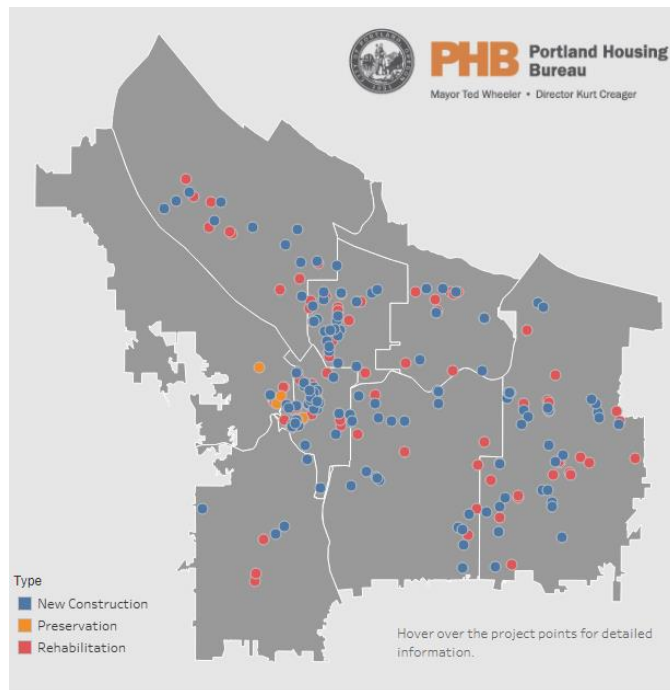 PHB Portland Housing
Bureau
Mayor Ted Wheeler • Director Kurt Creager
Type
New Construction
Preservation
Rehabilitation
Hover over the project points for detailed
information.